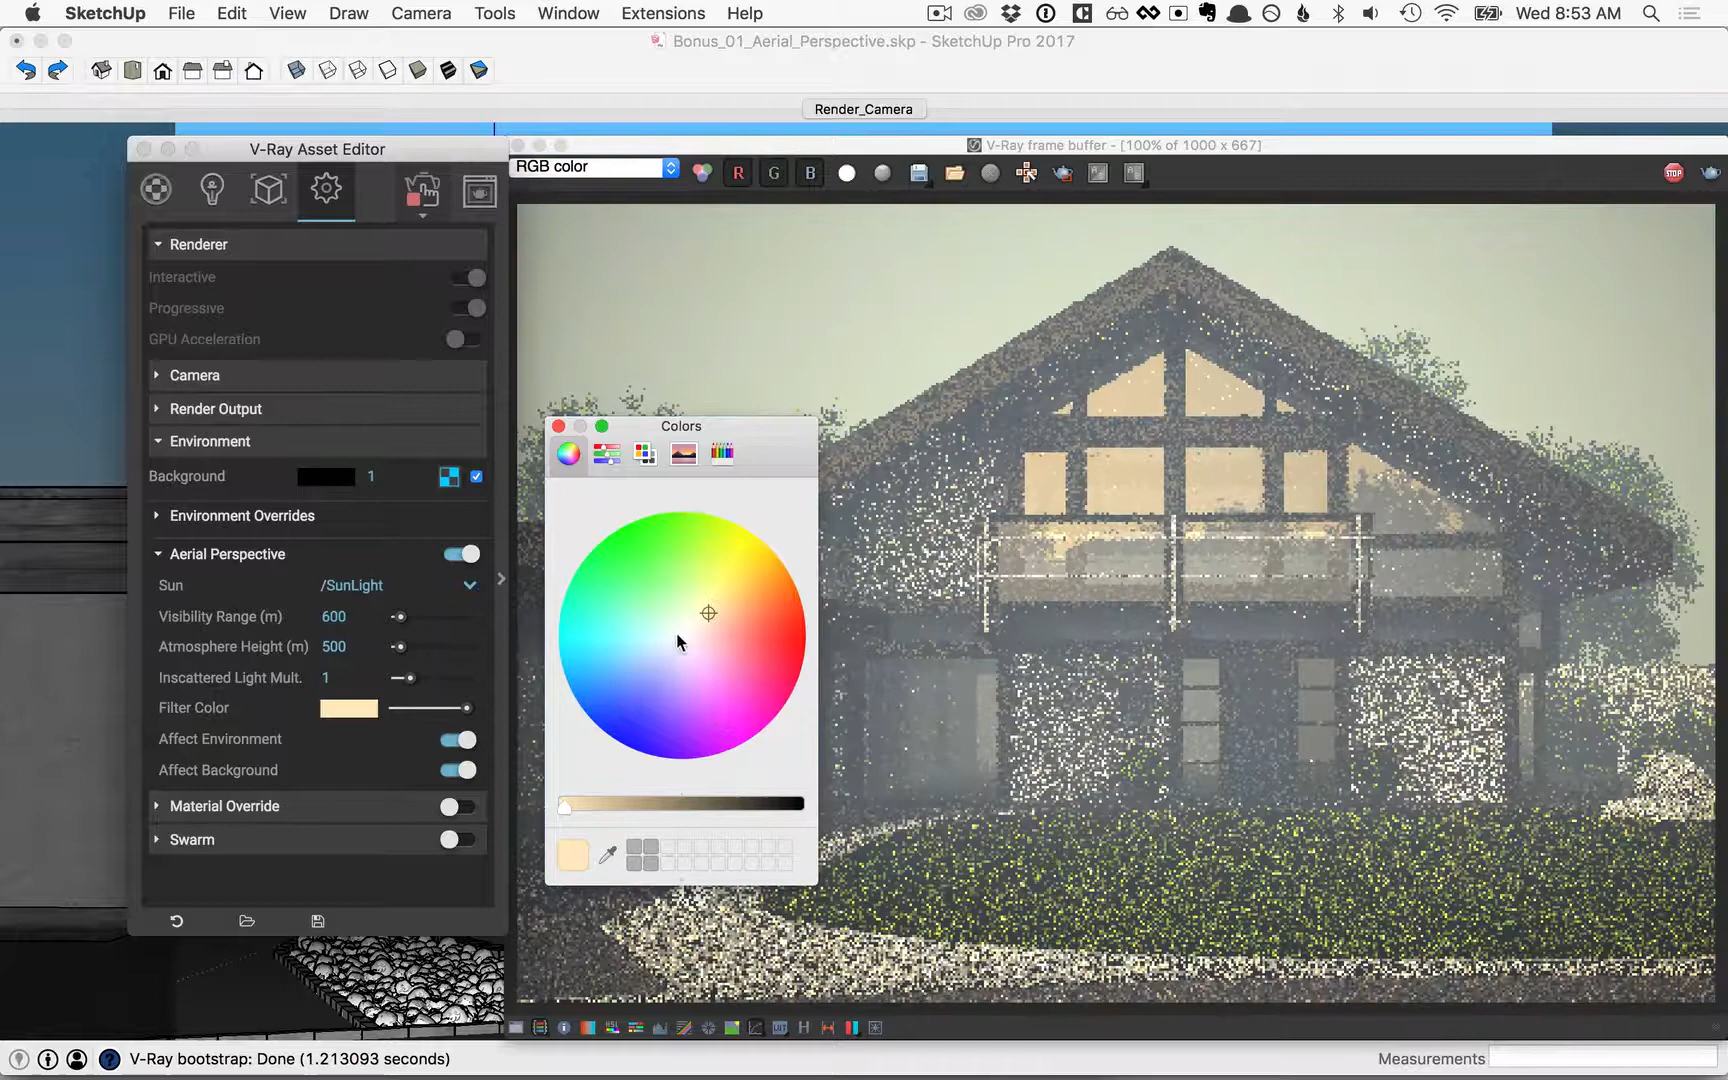 SketchUp File Edit View Draw Camera Tools Window Extensions Help Wed 8:53 AM
Bonus_01_Aerial_Perspective.skp - SketchUp Pro 2017
Render_Camera
V-Ray Asset Editor
V-Ray frame buffer - [100% of 1000 x 667]
RGB color R G B STOP
Renderer
Interactive
Progressive
GPU Acceleration
Camera
Render Output
Environment
Background 1
Environment Overrides
Aerial Perspective
Sun /SunLight
Visibility Range (m) 600
Atmosphere Height (m) 500
Inscattered Light Mult. 1
Filter Color
Affect Environment
Affect Background
Material Override
Swarm
Colors
H
V-Ray bootstrap: Done (1.213093 seconds)
Measurements